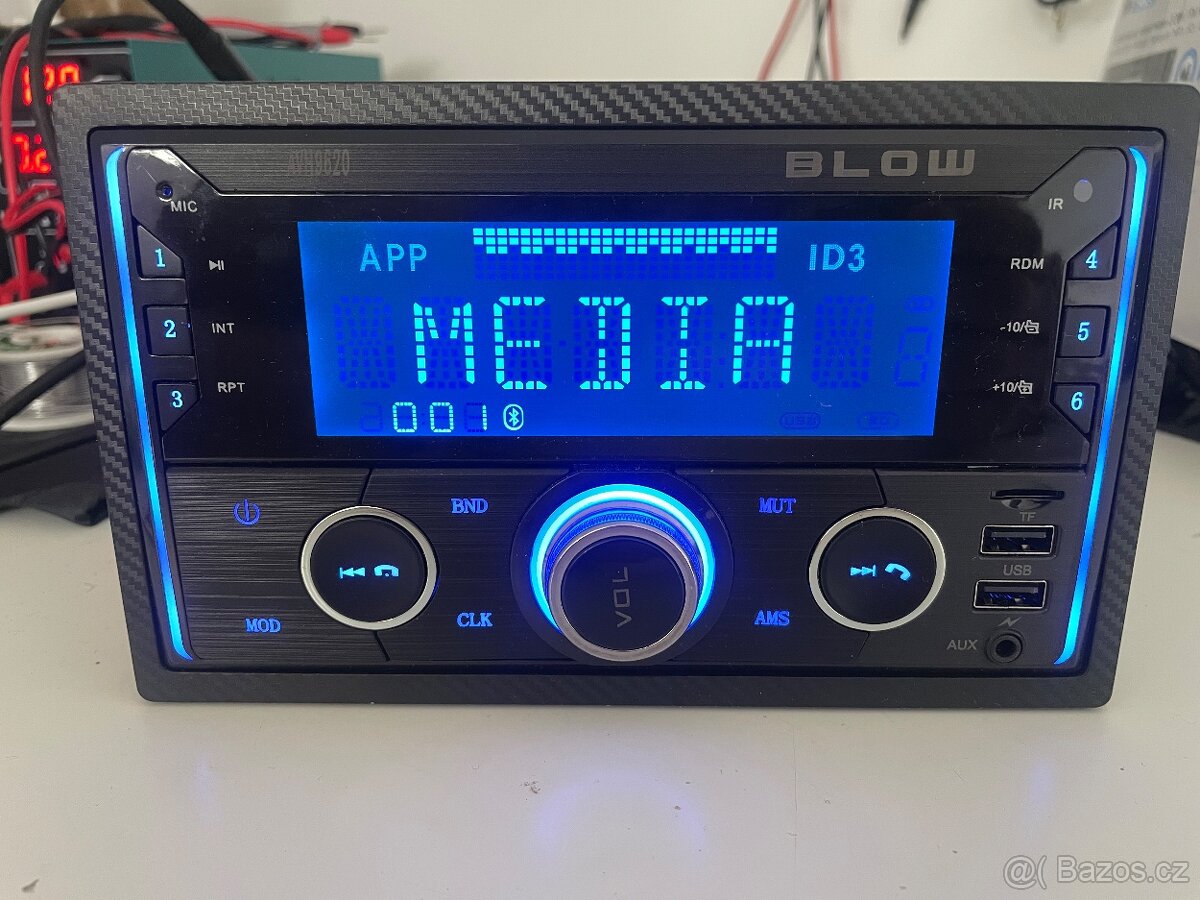 AVH9620
BLOW
MIC
IR
1
INT
2
RPT
3
RDM
4
-10/
5
+10/
6
APP
ID3
MEDIA
001
BND
MUT
MOD
CLK
VOL
AMS
TF
USB
AUX
@( Bazos.cz